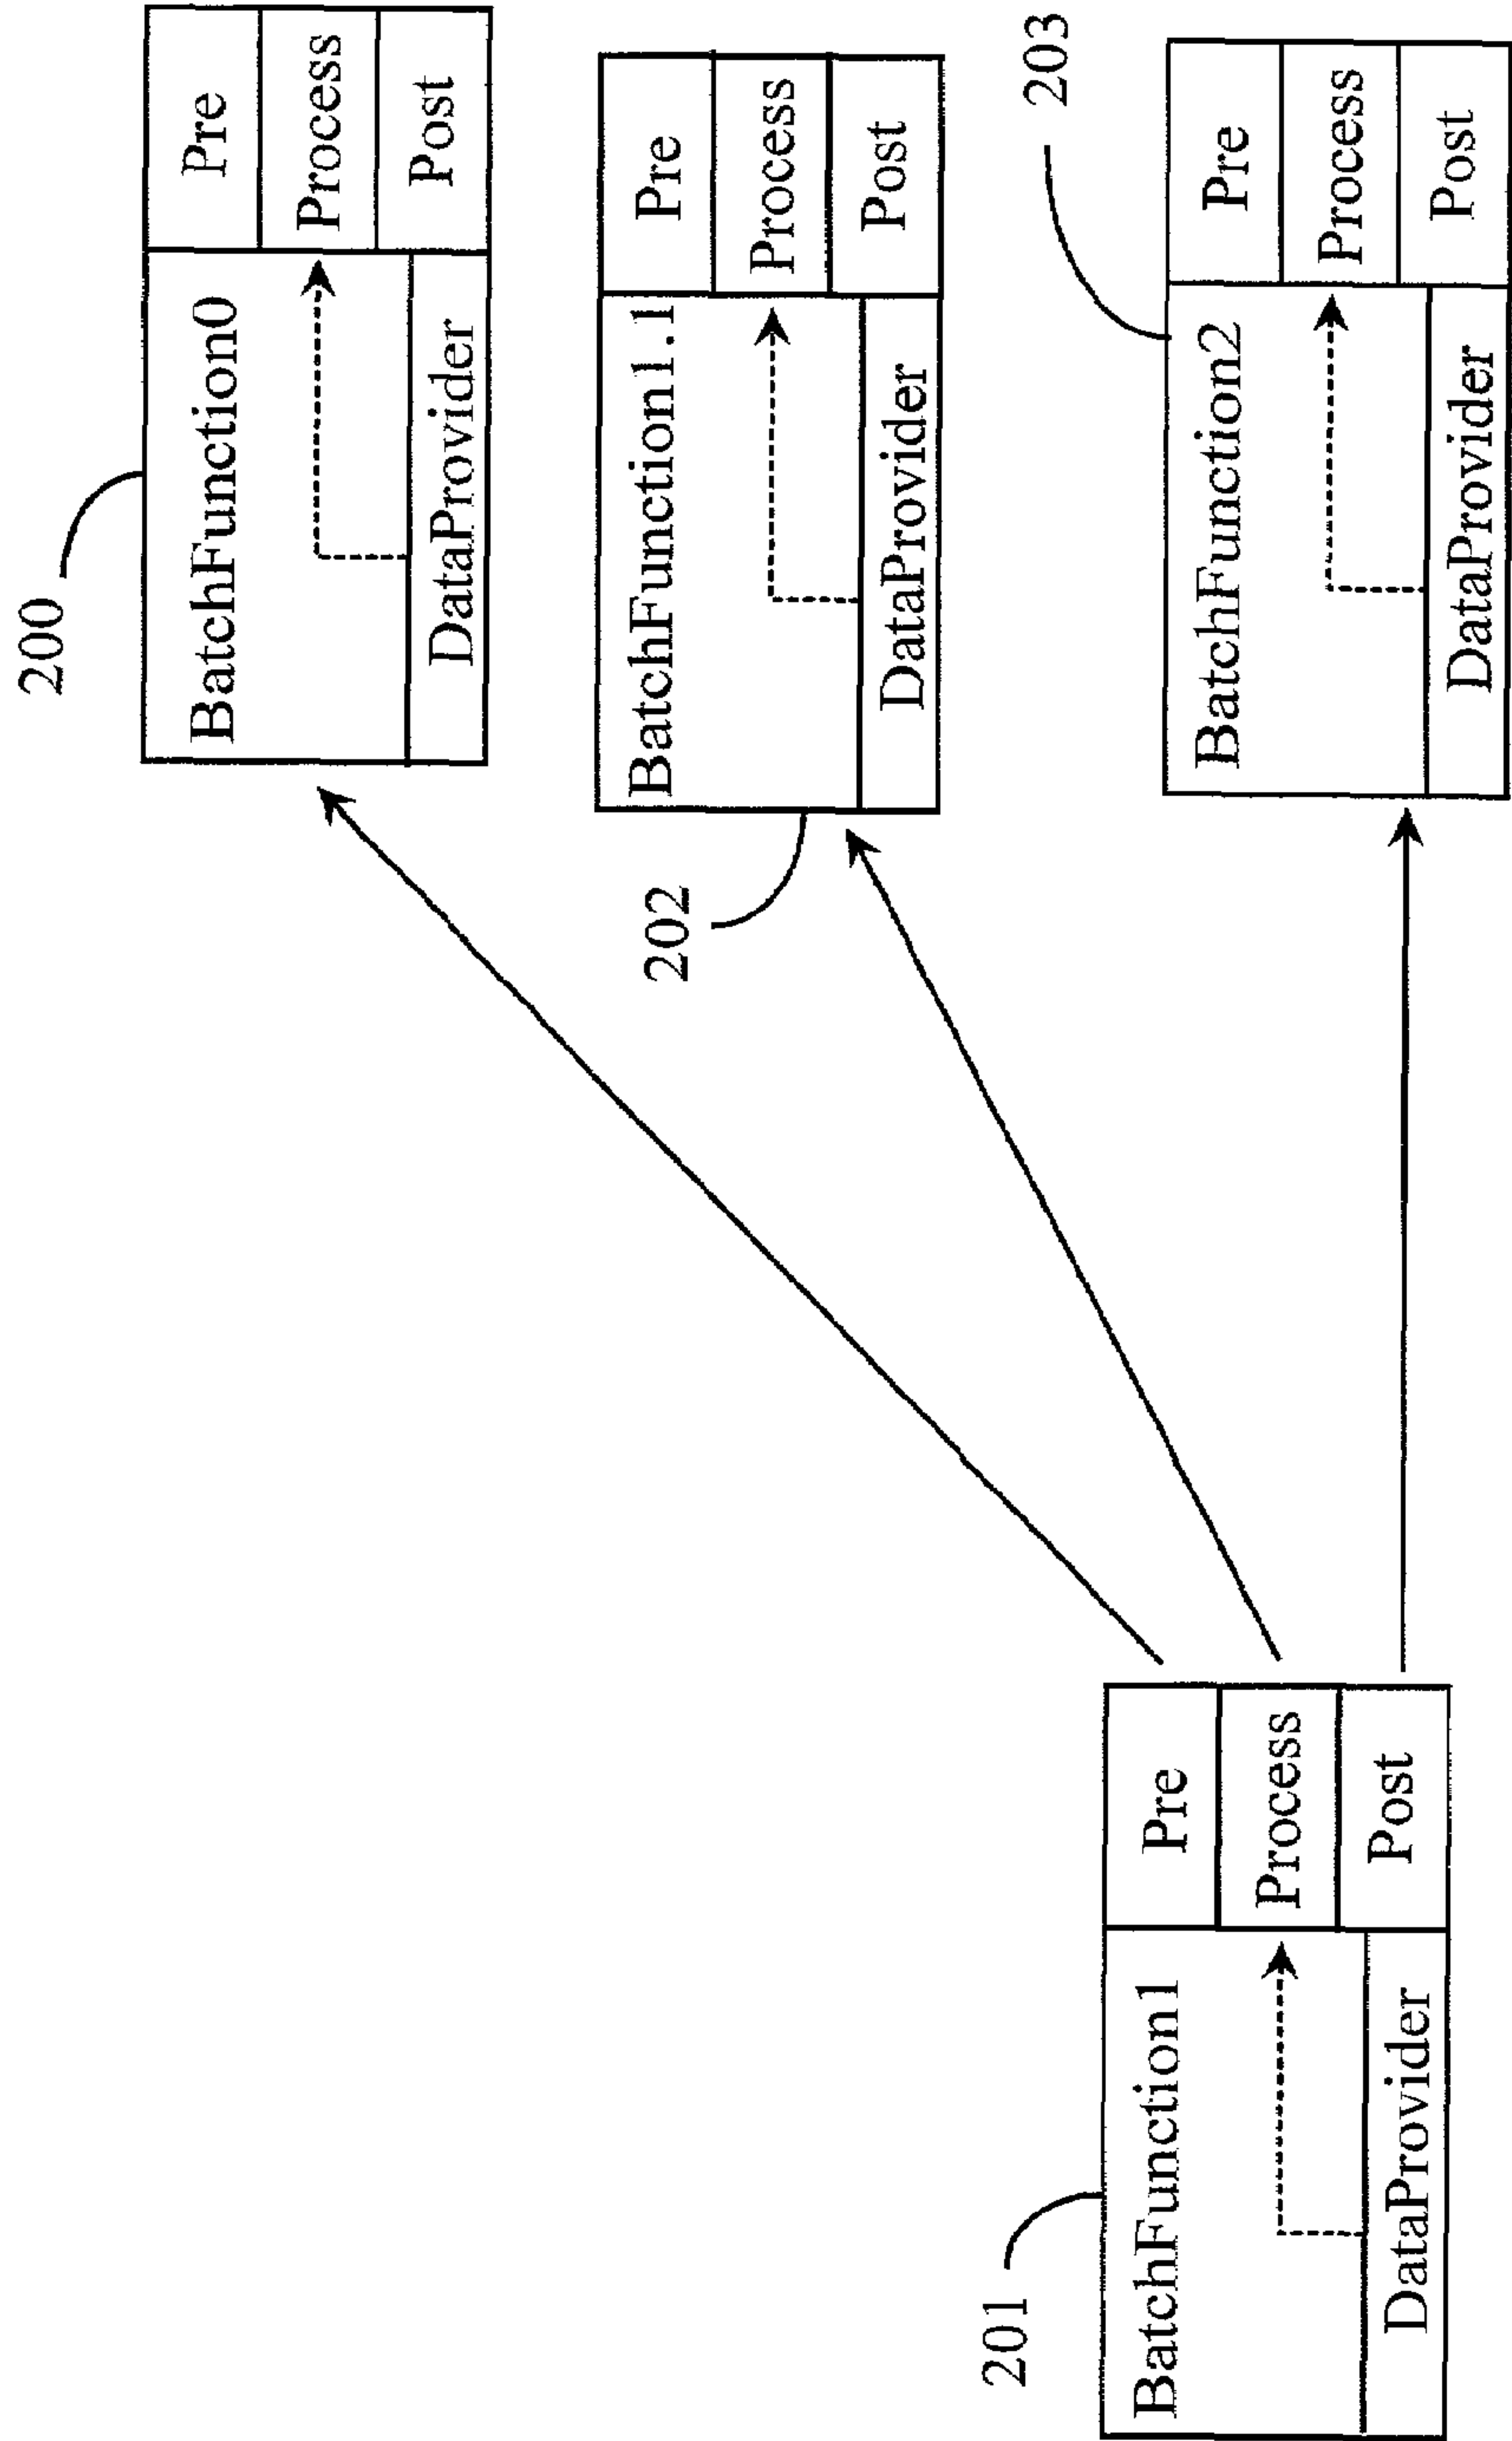 200
BatchFunction0
Pre
Process
Post
DataProvider
202
BatchFunction1.1
Pre
Process
Post
DataProvider
203
BatchFunction2
Pre
Process
Post
DataProvider
201
BatchFunction1
Pre
Process
Post
DataProvider